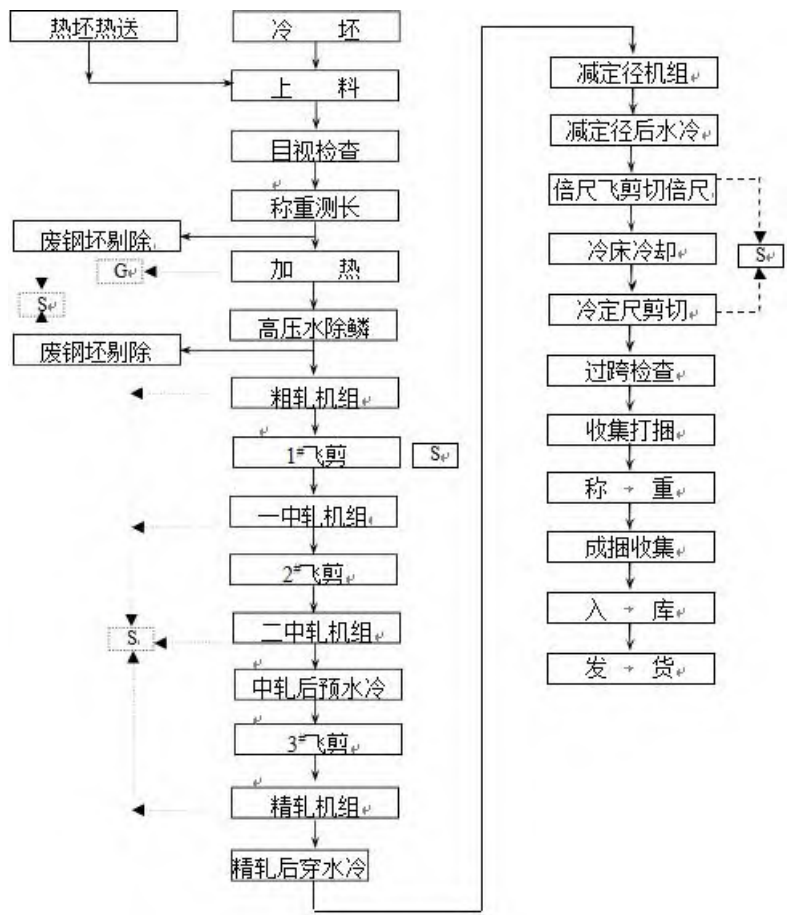 热坯热送
冷 坯
上 料
目视检查
称重测长
废钢坯剔除
G
加 热
S
高压水除鳞
废钢坯剔除
粗轧机组
1#飞剪
S
一中轧机组
2#飞剪
S
二中轧机组
中轧后预水冷
3#飞剪
精轧机组
精轧后穿水冷
减定径机组
减定径后水冷
倍尺飞剪切倍尺
冷床冷却
S
冷定尺剪切
过跨检查
收集打捆
称 重
成捆收集
入 库
发 货